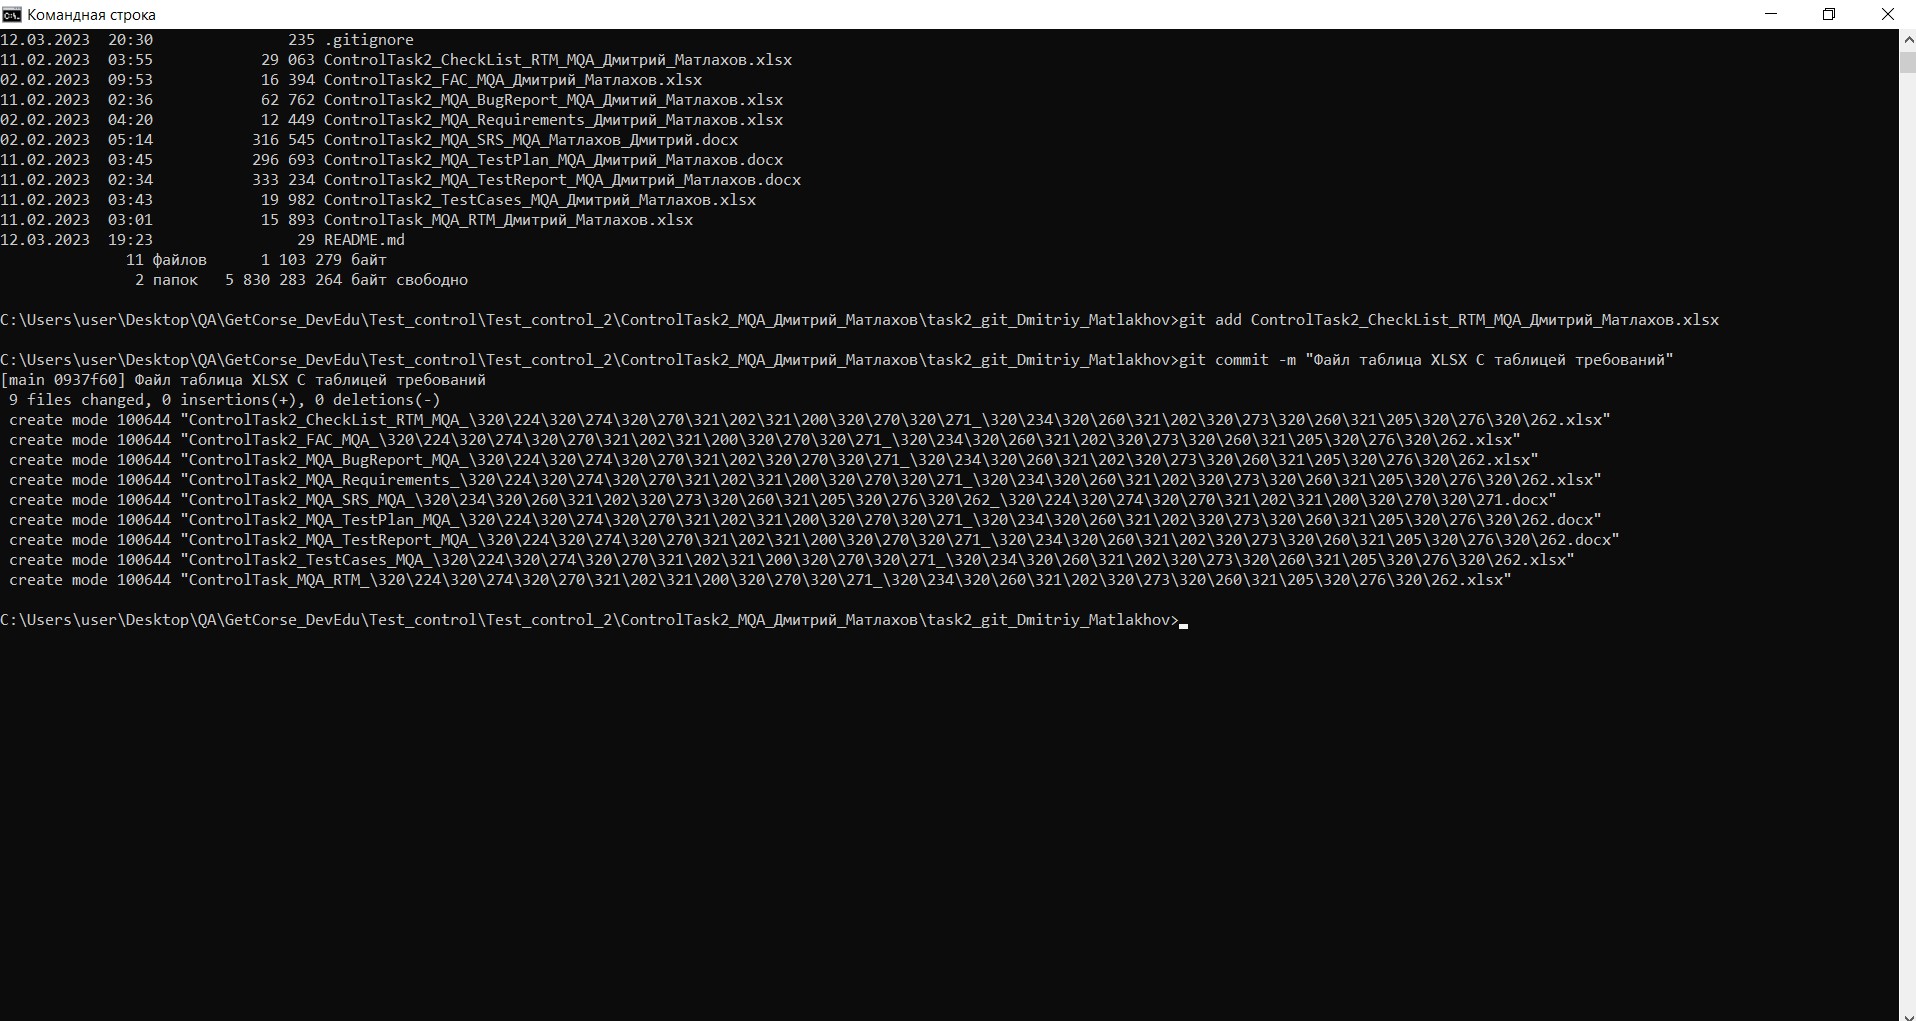 Командная строка
12.03.2023  20:30               235 .gitignore
11.02.2023  03:55            29 063 ControlTask2_CheckList_RTM_MQA_Дмитрий_Матлахов.xlsx
02.02.2023  09:53            16 394 ControlTask2_FAC_MQA_Дмитрий_Матлахов.xlsx
11.02.2023  02:36            62 762 ControlTask2_MQA_BugReport_MQA_Дмитий_Матлахов.xlsx
02.02.2023  04:20            12 449 ControlTask2_MQA_Requirements_Дмитрий_Матлахов.xlsx
02.02.2023  05:14           316 545 ControlTask2_MQA_SRS_MQA_Матлахов_Дмитрий.docx
11.02.2023  03:45           296 693 ControlTask2_MQA_TestPlan_MQA_Дмитрий_Матлахов.docx
11.02.2023  02:34           333 234 ControlTask2_MQA_TestReport_MQA_Дмитрий_Матлахов.docx
11.02.2023  03:43            19 982 ControlTask2_TestCases_MQA_Дмитрий_Матлахов.xlsx
11.02.2023  03:01            15 893 ControlTask_MQA_RTM_Дмитрий_Матлахов.xlsx
12.03.2023  19:23                29 README.md
11 файлов      1 103 279 байт
2 папок   5 830 283 264 байт свободно
C:\Users\user\Desktop\QA\GetCorse_DevEdu\Test_control\Test_control_2\ControlTask2_MQA_Дмитрий_Матлахов\task2_git_Dmitriy_Matlakhov>git add ControlTask2_CheckList_RTM_MQA_Дмитрий_Матлахов.xlsx
C:\Users\user\Desktop\QA\GetCorse_DevEdu\Test_control\Test_control_2\ControlTask2_MQA_Дмитрий_Матлахов\task2_git_Dmitriy_Matlakhov>git commit -m "Файл таблица XLSX С таблицей требований"
[main 0937f60] Файл таблица XLSX С таблицей требований
9 files changed, 0 insertions(+), 0 deletions(-)
create mode 100644 "ControlTask2_CheckList_RTM_MQA_\320\224\320\274\320\270\321\202\321\200\320\270\320\271_\320\234\320\260\321\202\320\273\320\260\321\205\320\276\320\262.xlsx"
create mode 100644 "ControlTask2_FAC_MQA_\320\224\320\274\320\270\321\202\321\200\320\270\320\271_\320\234\320\260\321\202\320\273\320\260\321\205\320\276\320\262.xlsx"
create mode 100644 "ControlTask2_MQA_BugReport_MQA_\320\224\320\274\320\270\321\202\320\270\320\271_\320\234\320\260\321\202\320\273\320\260\321\205\320\276\320\262.xlsx"
create mode 100644 "ControlTask2_MQA_Requirements_\320\224\320\274\320\270\321\202\321\200\320\270\320\271_\320\234\320\260\321\202\320\273\320\260\321\205\320\276\320\262.xlsx"
create mode 100644 "ControlTask2_MQA_SRS_MQA_\320\234\320\260\321\202\320\273\320\260\321\205\320\276\320\262_\320\224\320\274\320\270\321\202\321\200\320\270\320\271.docx"
create mode 100644 "ControlTask2_MQA_TestPlan_MQA_\320\224\320\274\320\270\321\202\321\200\320\270\320\271_\320\234\320\260\321\202\320\273\320\260\321\205\320\276\320\262.docx"
create mode 100644 "ControlTask2_MQA_TestReport_MQA_\320\224\320\274\320\270\321\202\321\200\320\270\320\271_\320\234\320\260\321\202\320\273\320\260\321\205\320\276\320\262.docx"
create mode 100644 "ControlTask2_TestCases_MQA_\320\224\320\274\320\270\321\202\321\200\320\270\320\271_\320\234\320\260\321\202\320\273\320\260\321\205\320\276\320\262.xlsx"
create mode 100644 "ControlTask_MQA_RTM_\320\224\320\274\320\270\321\202\321\200\320\270\320\271_\320\234\320\260\321\202\320\273\320\260\321\205\320\276\320\262.xlsx"
C:\Users\user\Desktop\QA\GetCorse_DevEdu\Test_control\Test_control_2\ControlTask2_MQA_Дмитрий_Матлахов\task2_git_Dmitriy_Matlakhov>